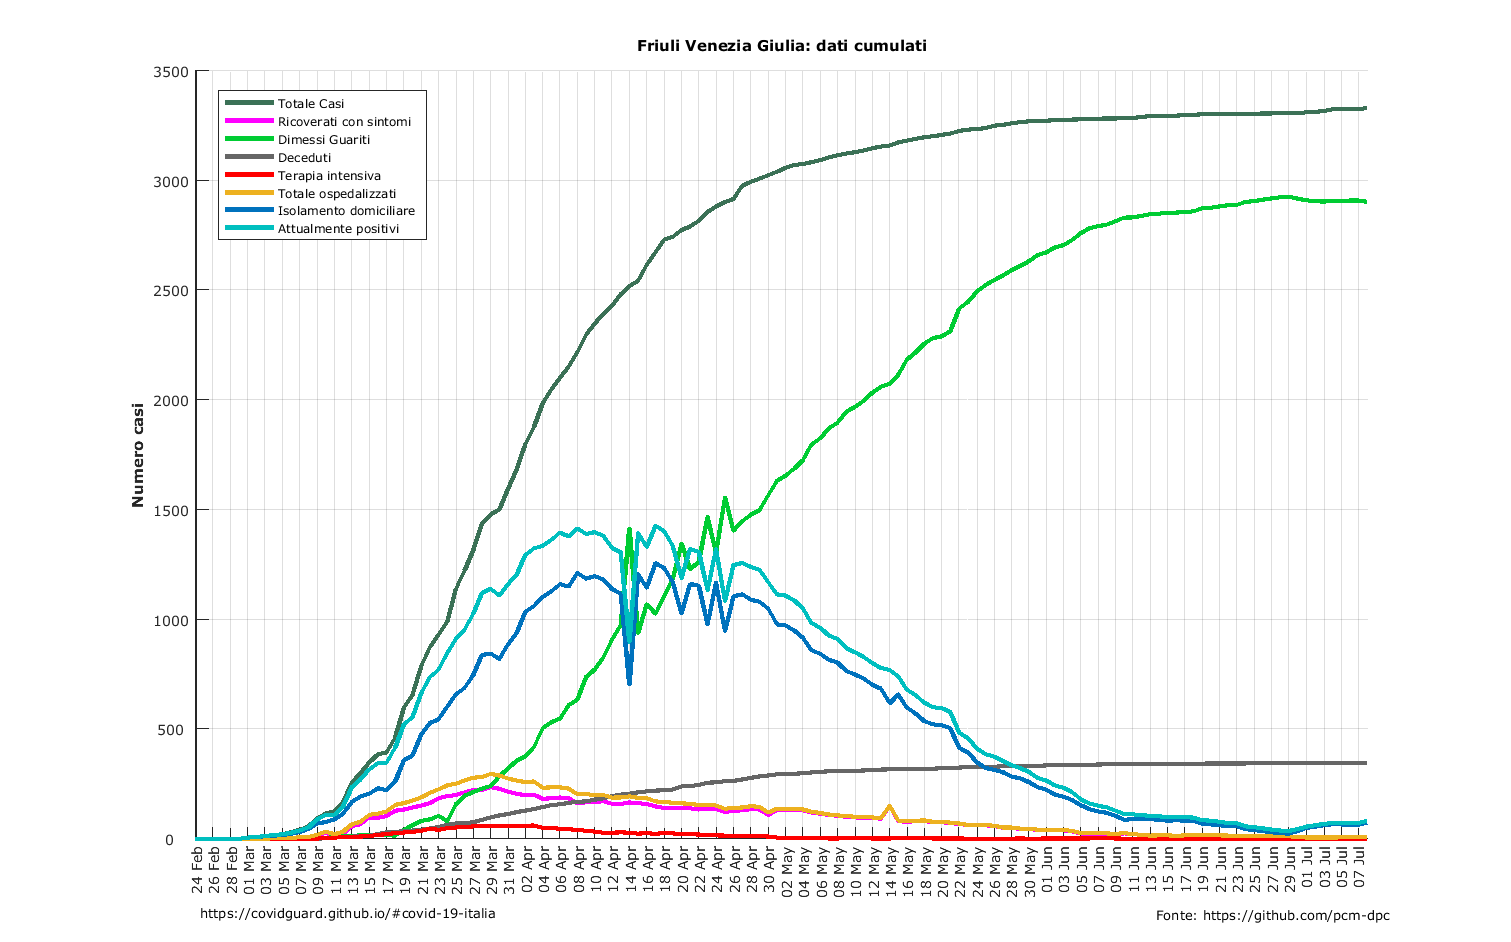 Friuli Venezia Giulia: dati cumulati
3500
3000
2500
2000
1500
1000
500
0
Numero casi
Totale Casi
Ricoverati con sintomi
Dimessi Guariti
Deceduti
Terapia intensiva
Totale ospedalizzati
Isolamento domiciliare
Attualmente positivi
24 Feb
26 Feb
28 Feb
01 Mar
03 Mar
05 Mar
07 Mar
09 Mar
11 Mar
13 Mar
15 Mar
17 Mar
19 Mar
21 Mar
23 Mar
25 Mar
27 Mar
29 Mar
31 Mar
02 Apr
04 Apr
06 Apr
08 Apr
10 Apr
12 Apr
14 Apr
16 Apr
18 Apr
20 Apr
22 Apr
24 Apr
26 Apr
28 Apr
30 Apr
02 May
04 May
06 May
08 May
10 May
12 May
14 May
16 May
18 May
20 May
22 May
24 May
26 May
28 May
30 May
01 Jun
03 Jun
05 Jun
07 Jun
09 Jun
11 Jun
13 Jun
15 Jun
17 Jun
19 Jun
21 Jun
23 Jun
25 Jun
27 Jun
29 Jun
01 Jul
03 Jul
05 Jul
07 Jul
https://covidguard.github.io/#covid-19-italia
Fonte: https://github.com/pcm-dpc